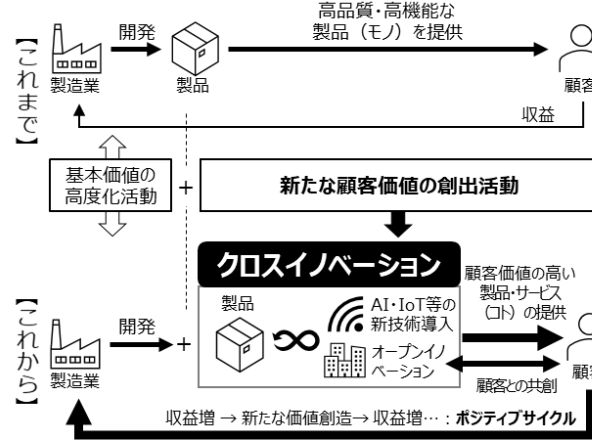 【これまで】
製造業
開発
製品
高品質・高機能な
製品（モノ）を提供
顧客
収益
基本価値の
高度化活動
+
新たな顧客価値の創出活動
クロスイノベーション
【これから】
製造業
開発
+
製品
AI・IoT等の
新技術導入
オープンイノ
ベーション
顧客価値の高い
製品・サービス
（コト）の提供
顧客との共創
顧客
収益増 → 新たな価値創造→ 収益増… : ポジティブサイクル